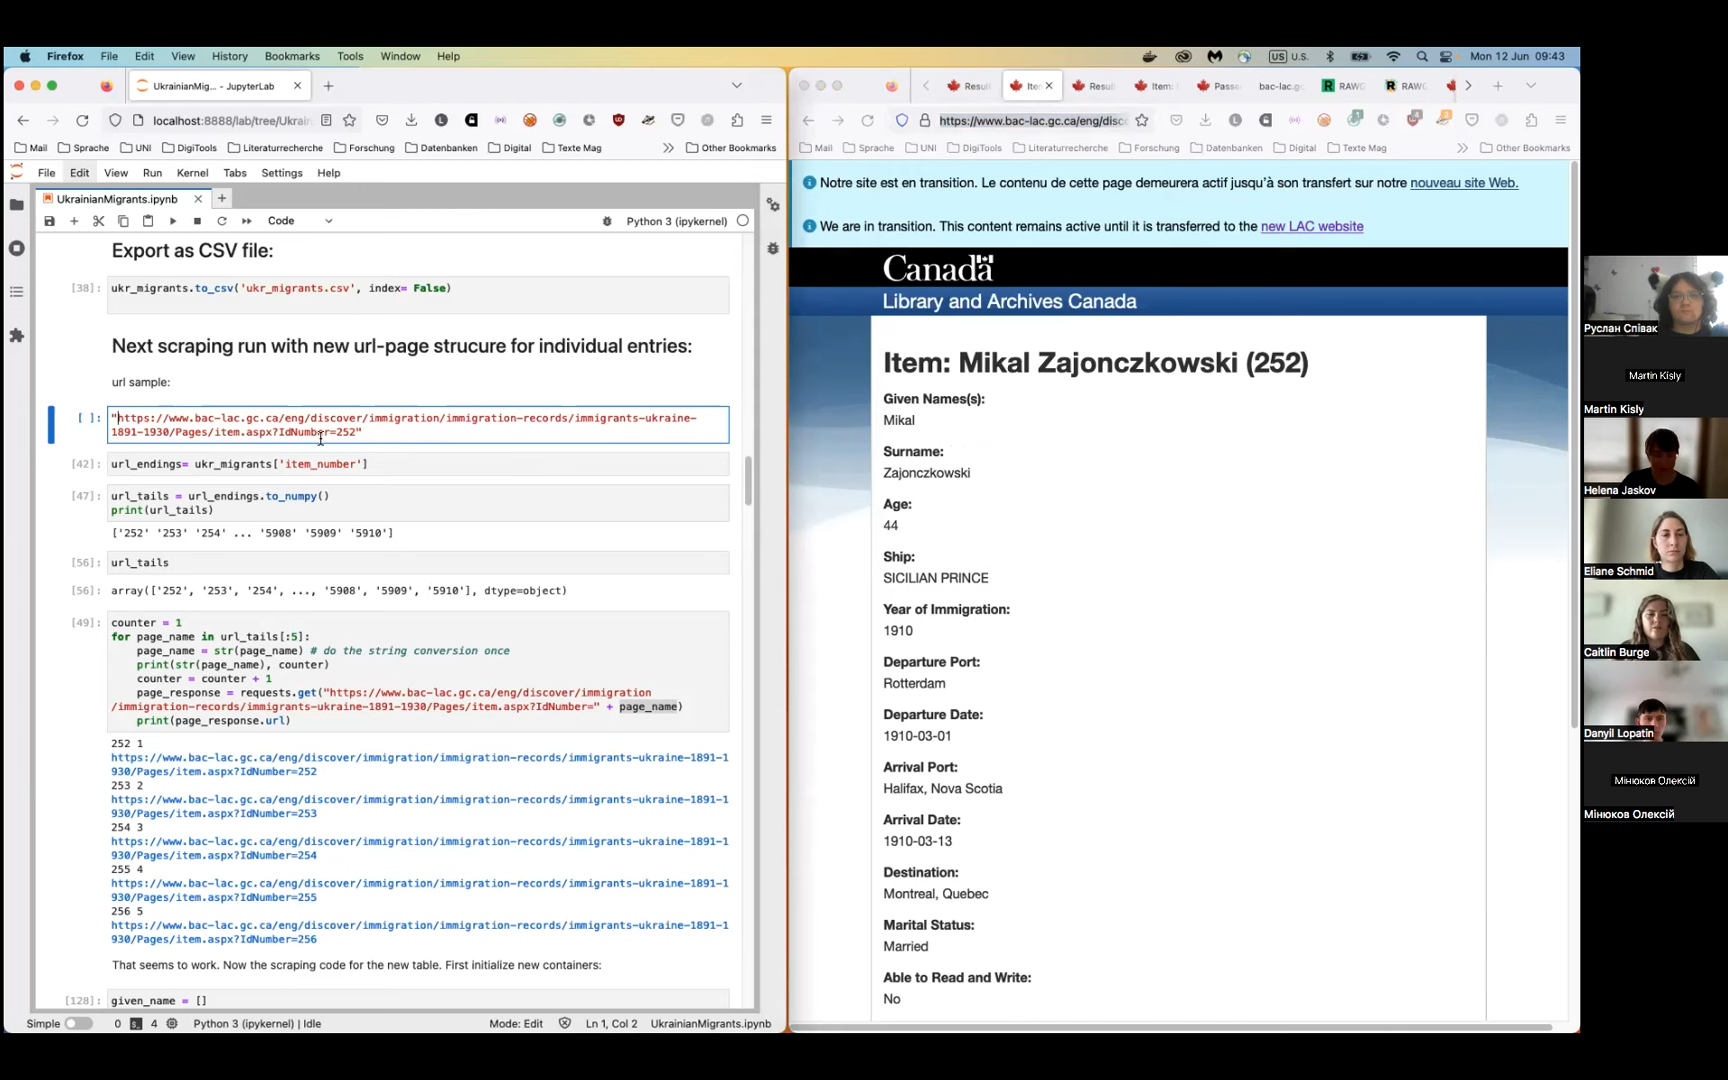 Firefox File Edit View History Bookmarks Tools Window Help
US U.S. Mon 12 Jun 09:43
UkrainianMig... - JupyterLab
localhost:8888/lab/tree/Ukrain
Mail Sprache UNI DigiTools Literaturrecherche Forschung Datenbanken Digital Texte Mag Other Bookmarks
File Edit View Run Kernel Tabs Settings Help
UkrainianMigrants.ipynb
Code Python 3 (ipykernel)
Export as CSV file:
[38]: ukr_migrants.to_csv('ukr_migrants.csv', index= False)
Next scraping run with new url-page strucure for individual entries:
url sample:
[ ]: "https://www.bac-lac.gc.ca/eng/discover/immigration/immigration-records/immigrants-ukraine-
1891-1930/Pages/item.aspx?IdNumber=252"
[42]: url_endings= ukr_migrants['item_number']
[47]: url_tails = url_endings.to_numpy()
print(url_tails)
['252' '253' '254' ... '5908' '5909' '5910']
[56]: url_tails
[56]: array(['252', '253', '254', ..., '5908', '5909', '5910'], dtype=object)
[49]: counter = 1
for page_name in url_tails[:5]:
page_name = str(page_name) # do the string conversion once
print(str(page_name), counter)
counter = counter + 1
page_response = requests.get("https://www.bac-lac.gc.ca/eng/discover/immigration
/immigration-records/immigrants-ukraine-1891-1930/Pages/item.aspx?IdNumber=" + page_name)
print(page_response.url)
252 1
https://www.bac-lac.gc.ca/eng/discover/immigration/immigration-records/immigrants-ukraine-1891-1
930/Pages/item.aspx?IdNumber=252
253 2
https://www.bac-lac.gc.ca/eng/discover/immigration/immigration-records/immigrants-ukraine-1891-1
930/Pages/item.aspx?IdNumber=253
254 3
https://www.bac-lac.gc.ca/eng/discover/immigration/immigration-records/immigrants-ukraine-1891-1
930/Pages/item.aspx?IdNumber=254
255 4
https://www.bac-lac.gc.ca/eng/discover/immigration/immigration-records/immigrants-ukraine-1891-1
930/Pages/item.aspx?IdNumber=255
256 5
https://www.bac-lac.gc.ca/eng/discover/immigration/immigration-records/immigrants-ukraine-1891-1
930/Pages/item.aspx?IdNumber=256
That seems to work. Now the scraping code for the new table. First initialize new containers:
[128]: given_name = []
Simple 0 4 Python 3 (ipykernel) | Idle Mode: Edit Ln 1, Col 2 UkrainianMigrants.ipynb
Resul Iter Resul Item: Passe bac-lac.g RAWG RAWG
https://www.bac-lac.gc.ca/eng/disc
Mail Sprache UNI DigiTools Literaturrecherche Forschung Datenbanken Digital Texte Mag Other Bookmarks
Notre site est en transition. Le contenu de cette page demeurera actif jusqu'à son transfert sur notre nouveau site Web.
We are in transition. This content remains active until it is transferred to the new LAC website
Canada
Library and Archives Canada
Item: Mikal Zajonczkowski (252)
Given Names(s):
Mikal
Surname:
Zajonczkowski
Age:
44
Ship:
SICILIAN PRINCE
Year of Immigration:
1910
Departure Port:
Rotterdam
Departure Date:
1910-03-01
Arrival Port:
Halifax, Nova Scotia
Arrival Date:
1910-03-13
Destination:
Montreal, Quebec
Marital Status:
Married
Able to Read and Write:
No
Руслан Співак
Martin Kisly
Martin Kisly
Helena Jaskov
Eliane Schmid
Caitlin Burge
Danyil Lopatin
Мінюков Олексій
Мінюков Олексій